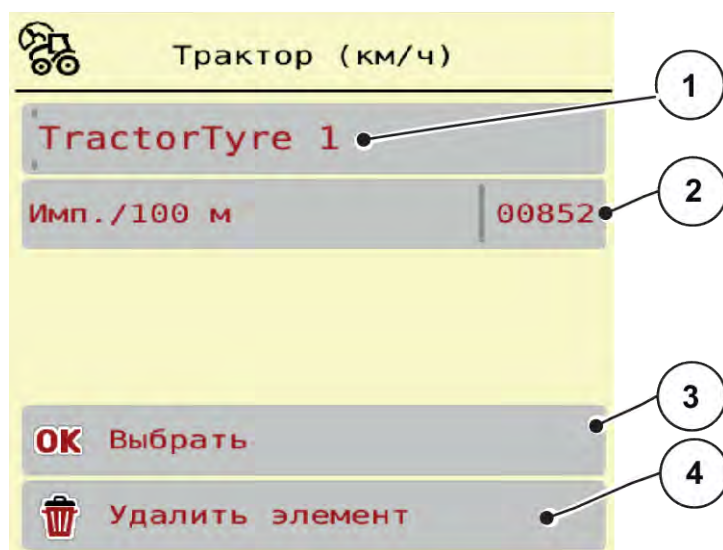 Трактор (км/ч)
1
TractorTyre 1
2
Имп./100 м 00852
3
OK Выбрать
4
Удалить элемент